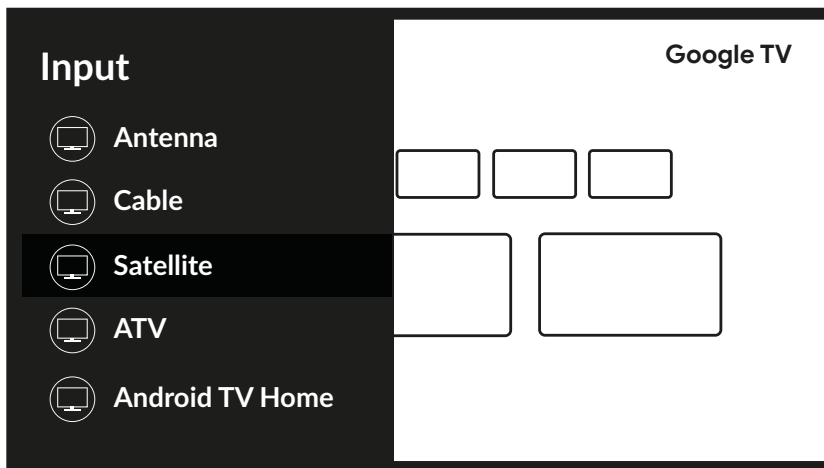 Input
Google TV
Antenna
Cable
Satellite
ATV
Android TV Home